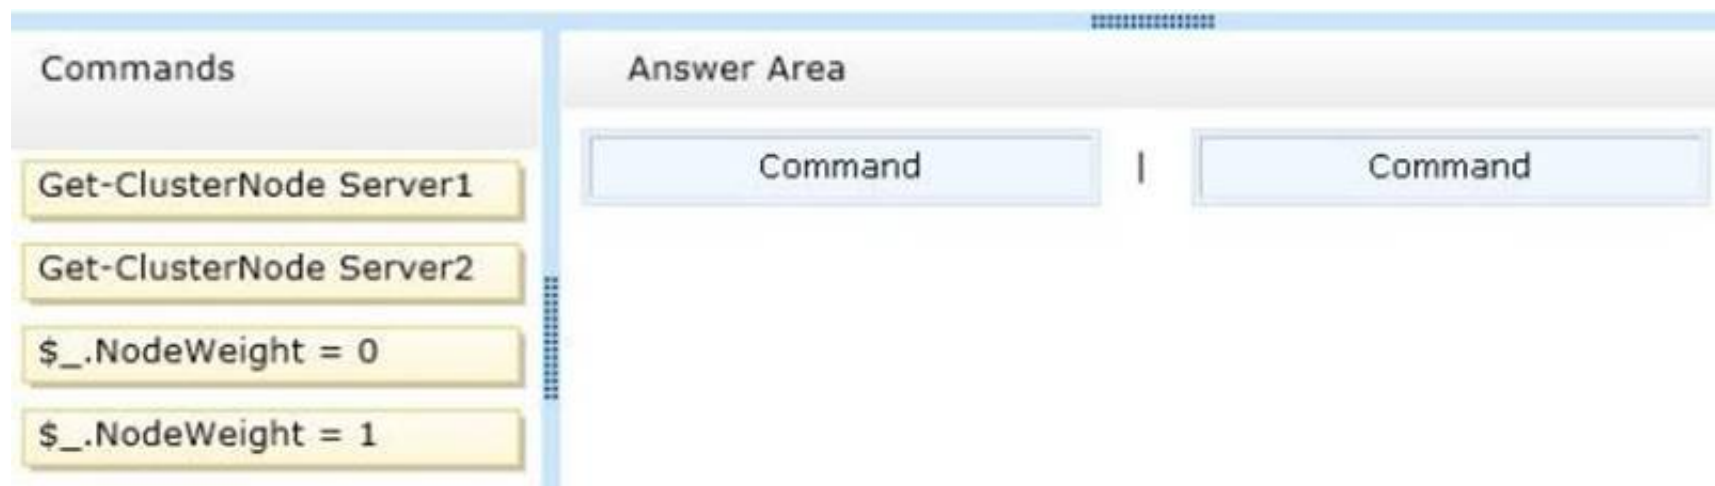 Commands
Get-ClusterNode Server1
Get-ClusterNode Server2
$_.NodeWeight = 0
$_.NodeWeight = 1
Answer Area
Command | Command